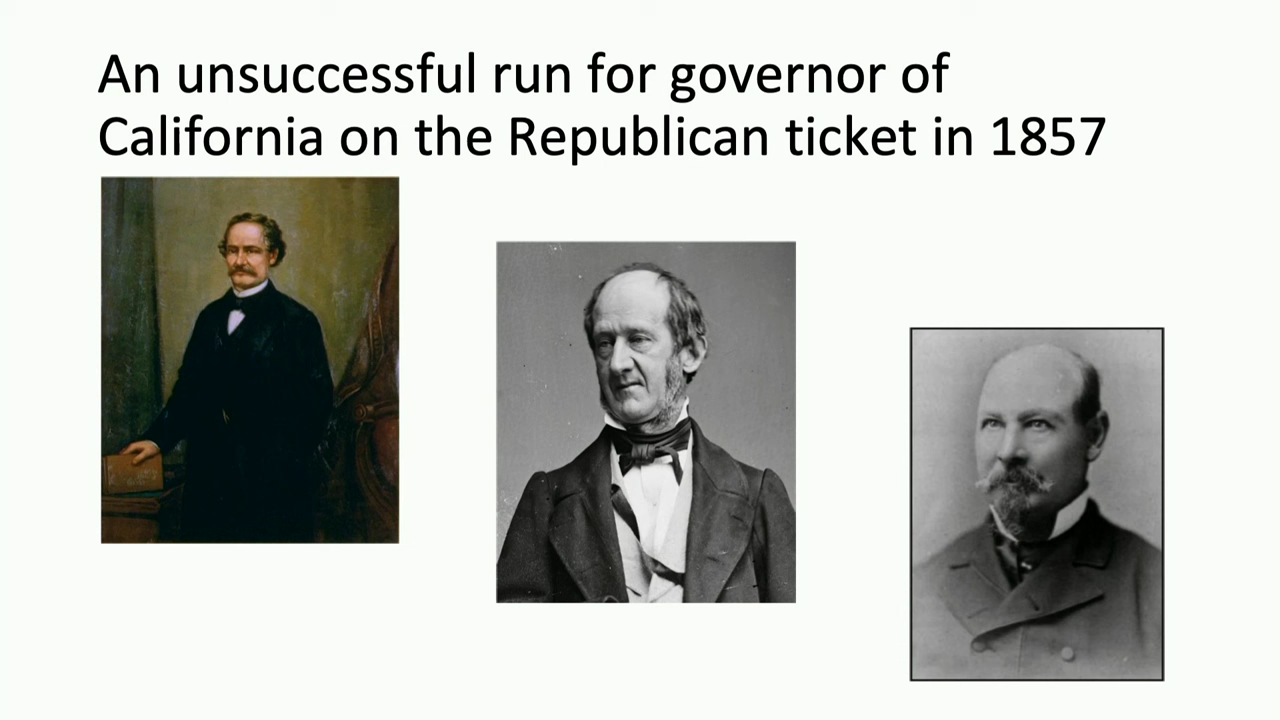 An unsuccessful run for governor of
California on the Republican ticket in 1857